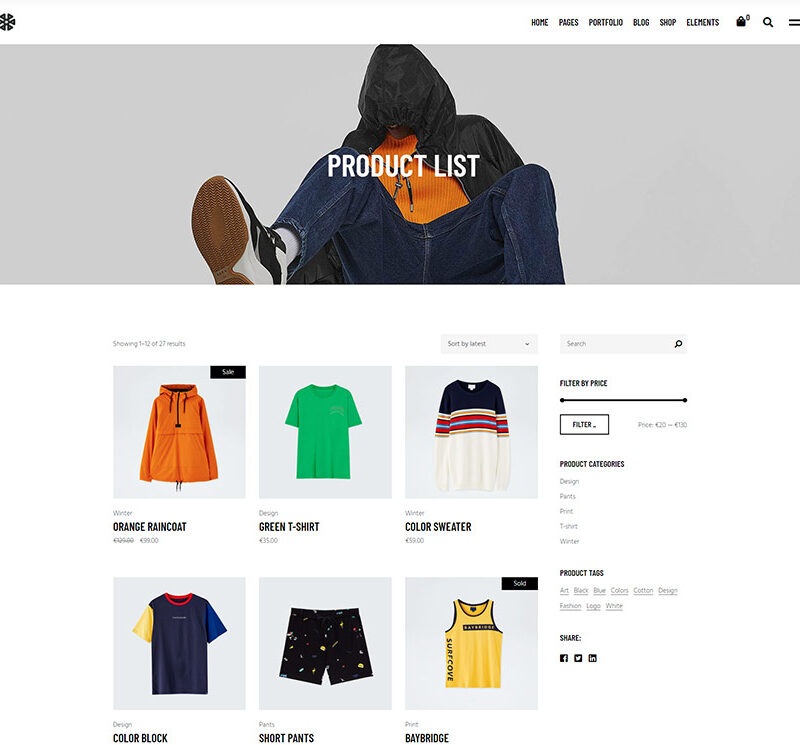 HOME PAGES PORTFOLIO BLOG SHOP ELEMENTS 0
PRODUCT LIST
Showing 1–12 of 27 results
Sort by latest
Search
Sale
Winter
ORANGE RAINCOAT
€129.00 €99.00
Design
GREEN T-SHIRT
€35.00
Winter
COLOR SWEATER
€59.00
FILTER BY PRICE
FILTER _
Price: €20 — €130
PRODUCT CATEGORIES
Design
Pants
Print
T-shirt
Winter
PRODUCT TAGS
Art Black Blue Colors Cotton Design
Fashion Logo White
SHARE:
Design
COLOR BLOCK
Pants
SHORT PANTS
Sold
BAYBRIDGE
SURFCOVE
Print
BAYBRIDGE